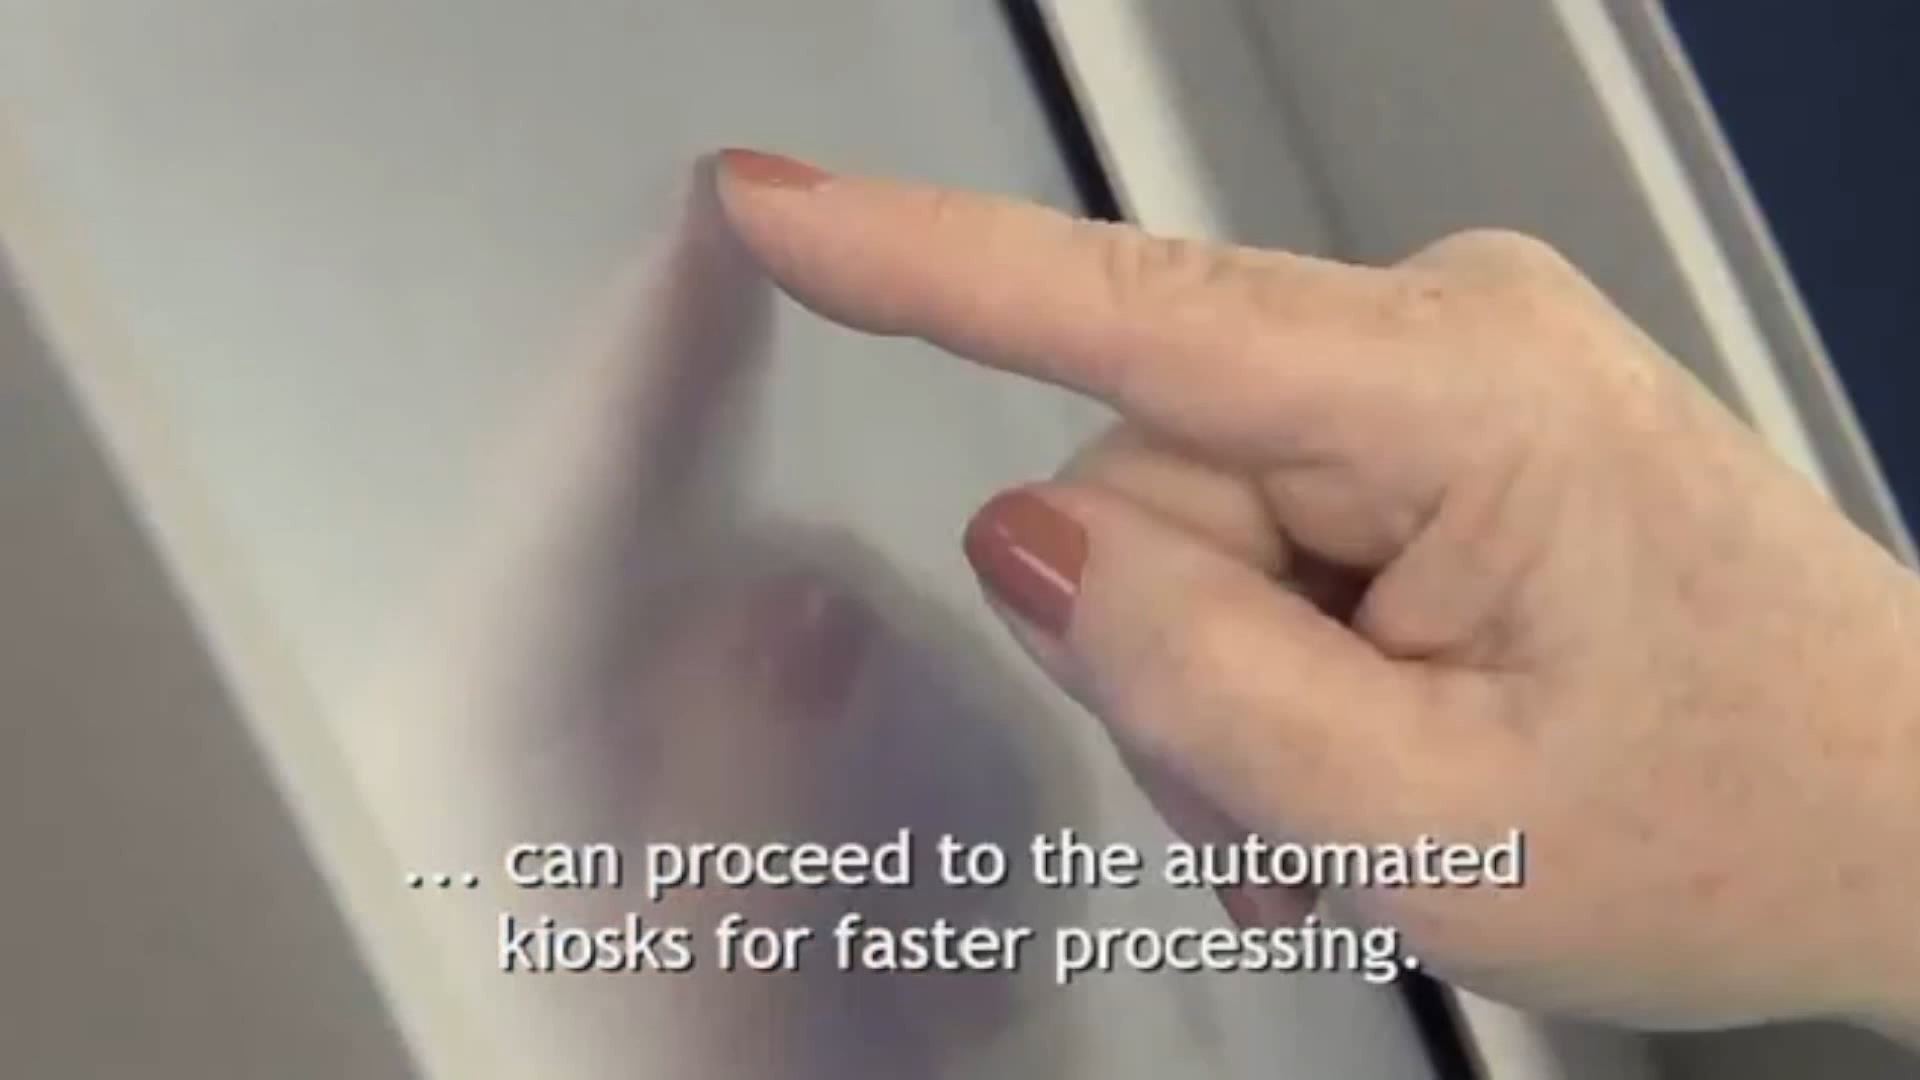 ... can proceed to the automated
kiosks for faster processing.